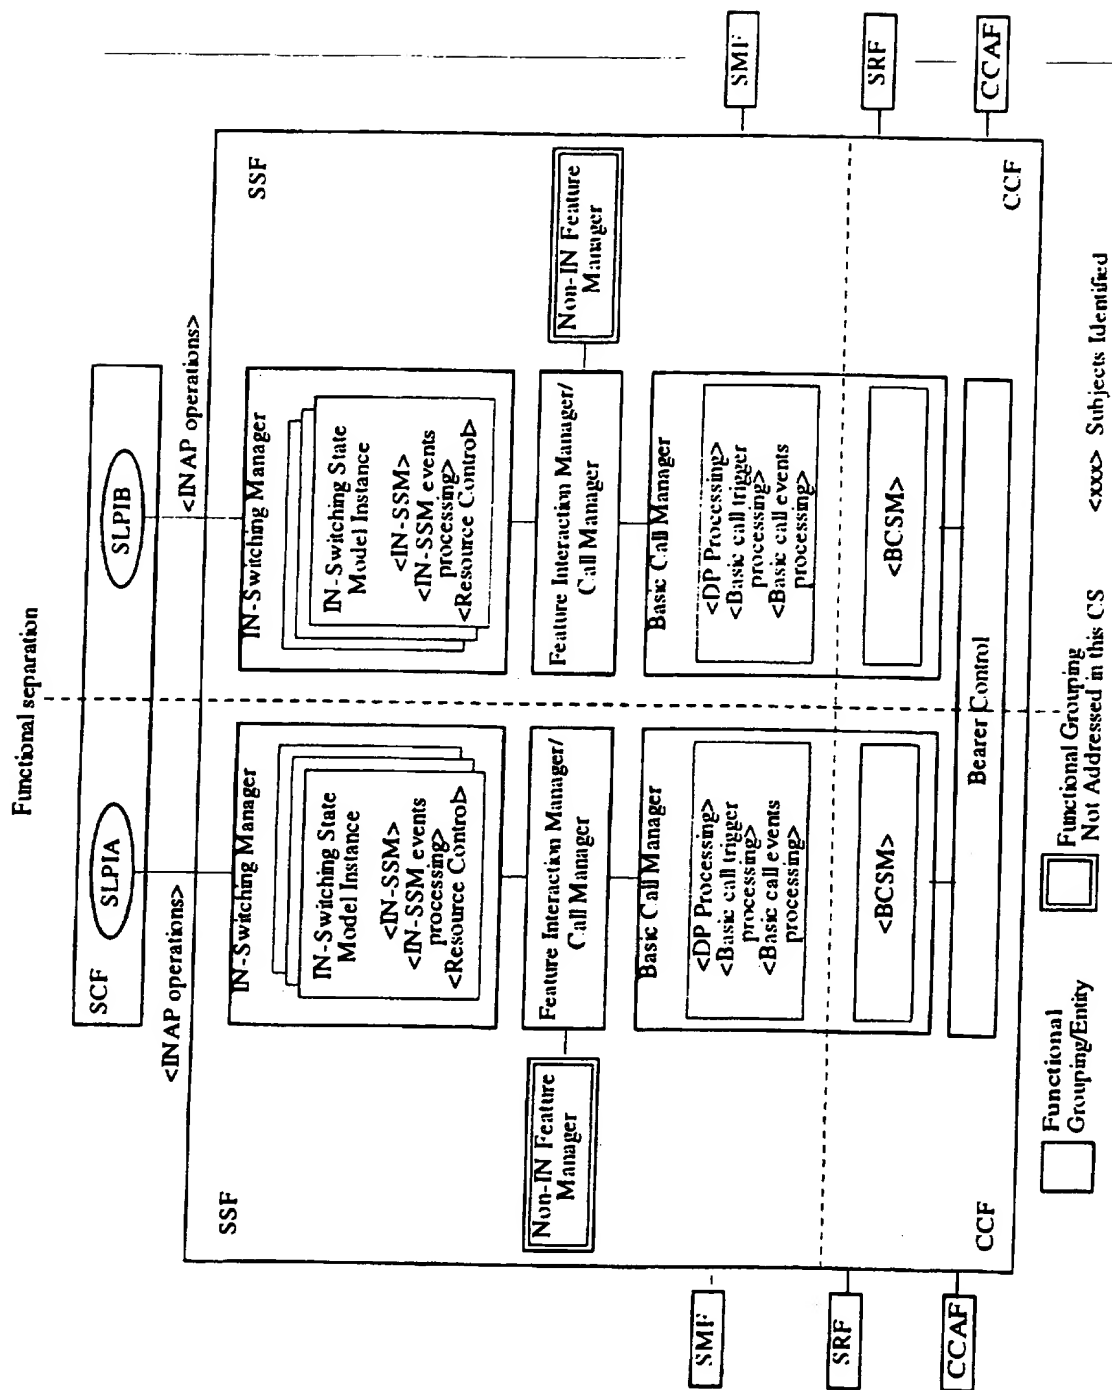 Functional separation
SCF
SLPIA
SLPIB
<INAP operations>
<INAP operations>
SSF
SSF
IN-Switching Manager
IN-Switching State
Model Instance
<IN-SSM>
<IN-SSM events
processing>
<Resource Control>
IN-Switching Manager
IN-Switching State
Model Instance
<IN-SSM>
<IN-SSM events
processing>
<Resource Control>
Non-IN Feature
Manager
Feature Interaction Manager/
Call Manager
Feature Interaction Manager/
Call Manager
Non-IN Feature
Manager
Basic Call Manager
<DP Processing>
<Basic call trigger
processing>
<Basic call events
processing>
<BCSM>
Basic Call Manager
<DP Processing>
<Basic call trigger
processing>
<Basic call events
processing>
<BCSM>
SMF
SRF
CCAF
SMF
SRF
CCAF
CCF
Bearer Control
CCF
Functional
Grouping/Entity
Functional Grouping
Not Addressed in this CS
<xxx> Subjects Identified